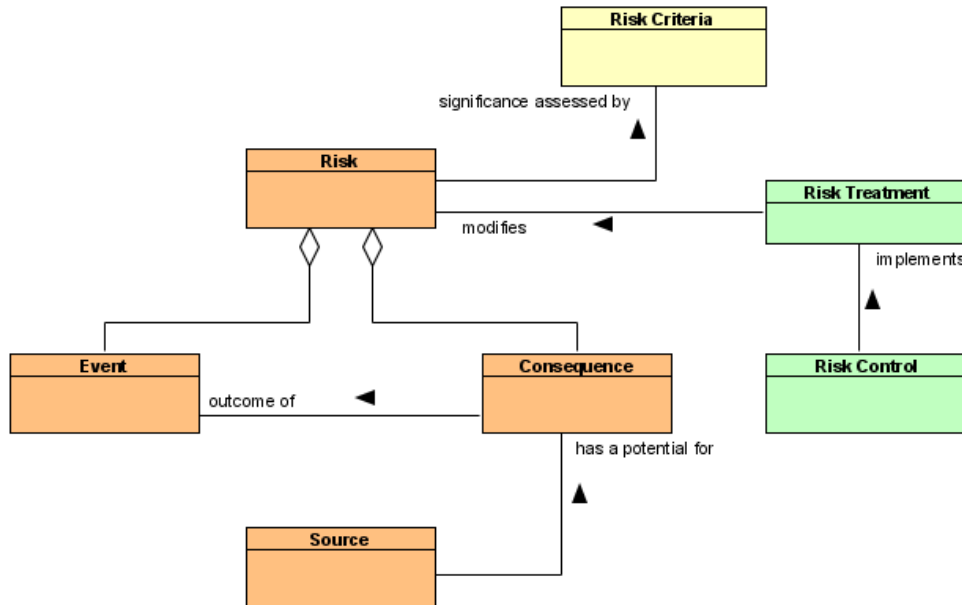 Risk Criteria
significance assessed by
Risk
Risk Treatment
modifies
implements
Event
Consequence
Risk Control
outcome of
has a potential for
Source